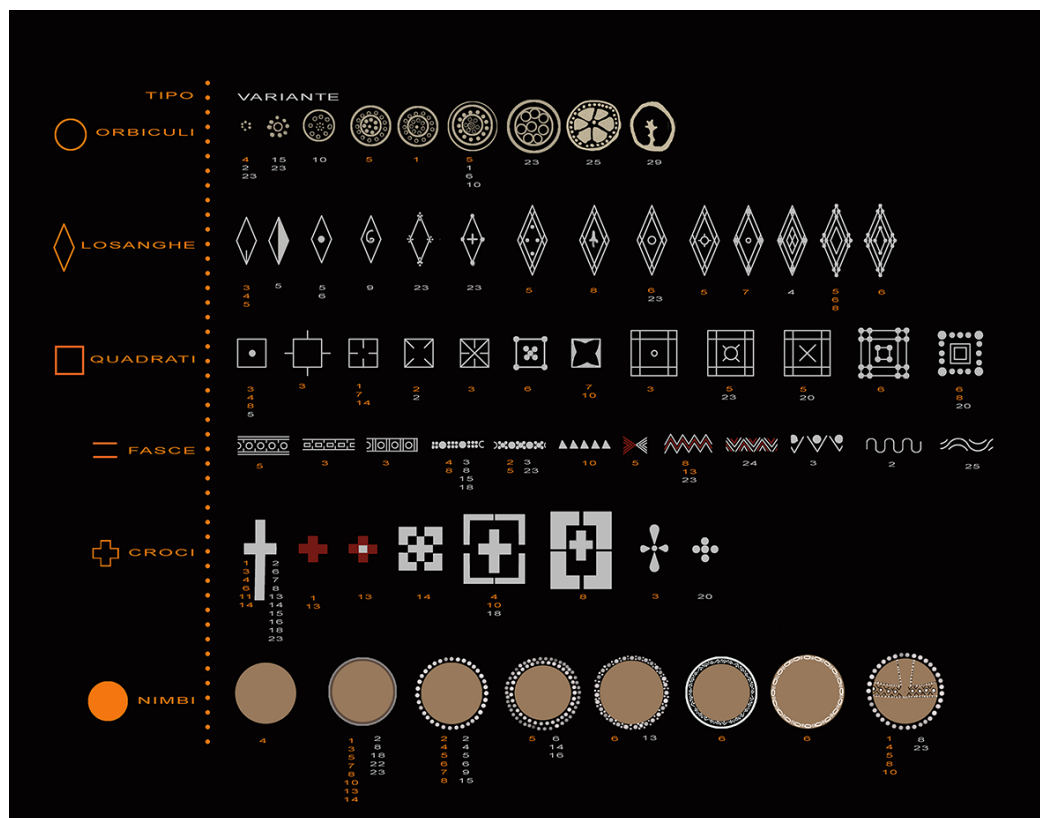 TIPO VARIANTE
ORBICULI
4 15 10 5 1 5 23 25 29
2 23 1
23 6
10
LOSANGHE
3 5 5 9 23 23 5 8 6 5 7 4 5 6
4 6 23 6
5 8
QUADRATI
3 3 1 2 3 6 7 3 5 5 6 6
4 7 2 10 23 20 8
8 14 20
5
FASCE
5 3 3 4 3 2 3 10 5 8 24 3 2 25
8 8 5 23 13
15 23
18
CROCI
1 2 1 13 14 4 8 3 20
3 6 13 10
4 7 18
6 8
11 13
14 14
15
16
18
23
NIMBI
4 1 2 2 2 5 6 6 13 6 6 1 8
3 8 4 4 14 4 23
5 18 5 5 16 5
7 22 6 6 8
8 23 7 9 10
10 8 15
13
14